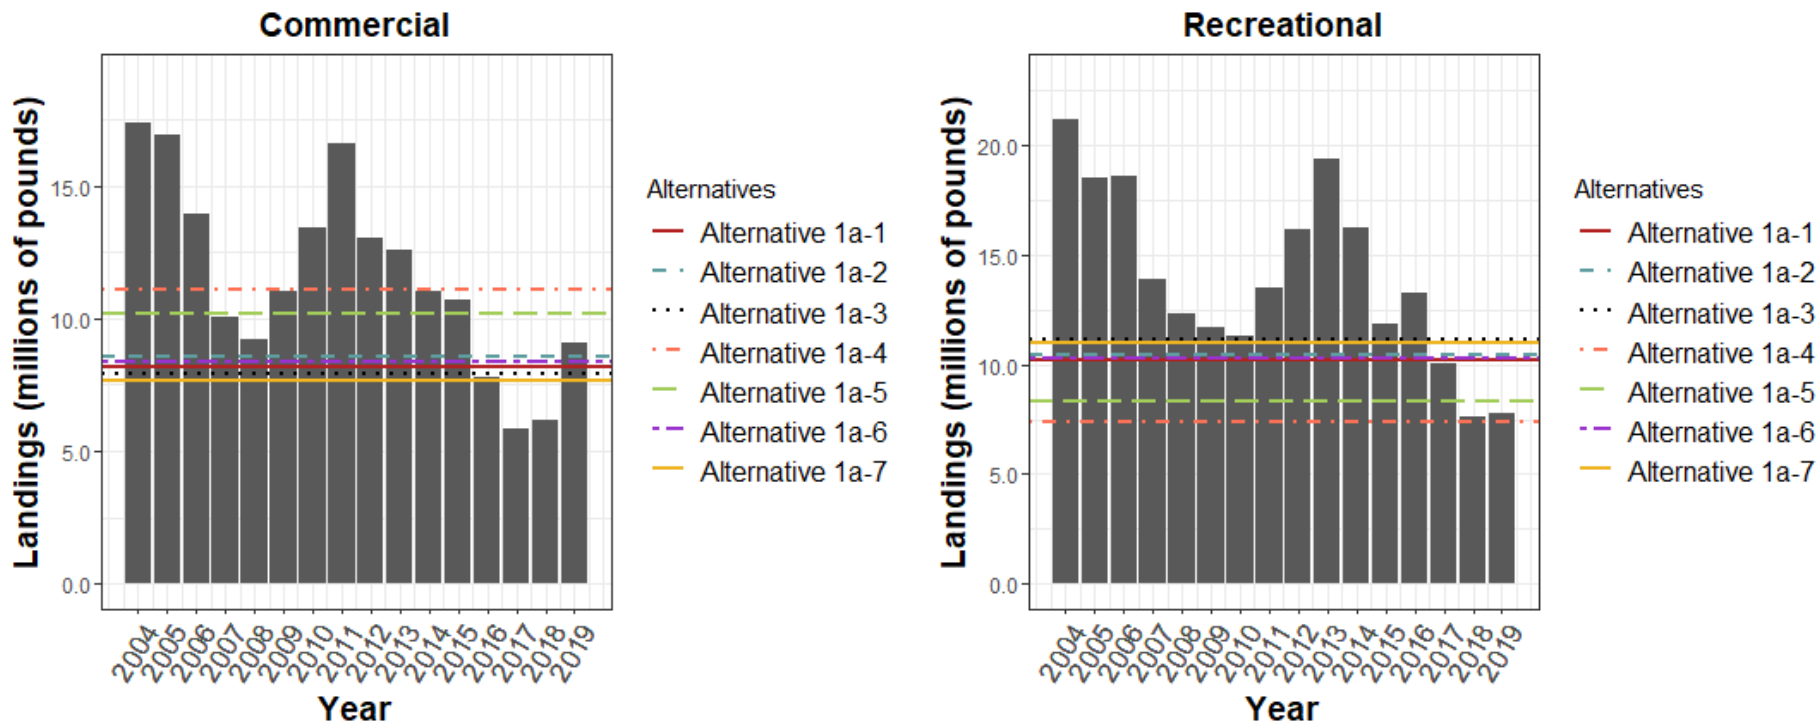 Commercial
Landings (millions of pounds)
15.0
10.0
5.0
0.0
2004
2005
2006
2007
2008
2009
2010
2011
2012
2013
2014
2015
2016
2017
2018
2019
Year
Alternatives
Alternative 1a-1
Alternative 1a-2
Alternative 1a-3
Alternative 1a-4
Alternative 1a-5
Alternative 1a-6
Alternative 1a-7
Recreational
Landings (millions of pounds)
20.0
15.0
10.0
5.0
0.0
2004
2005
2006
2007
2008
2009
2010
2011
2012
2013
2014
2015
2016
2017
2018
2019
Year
Alternatives
Alternative 1a-1
Alternative 1a-2
Alternative 1a-3
Alternative 1a-4
Alternative 1a-5
Alternative 1a-6
Alternative 1a-7